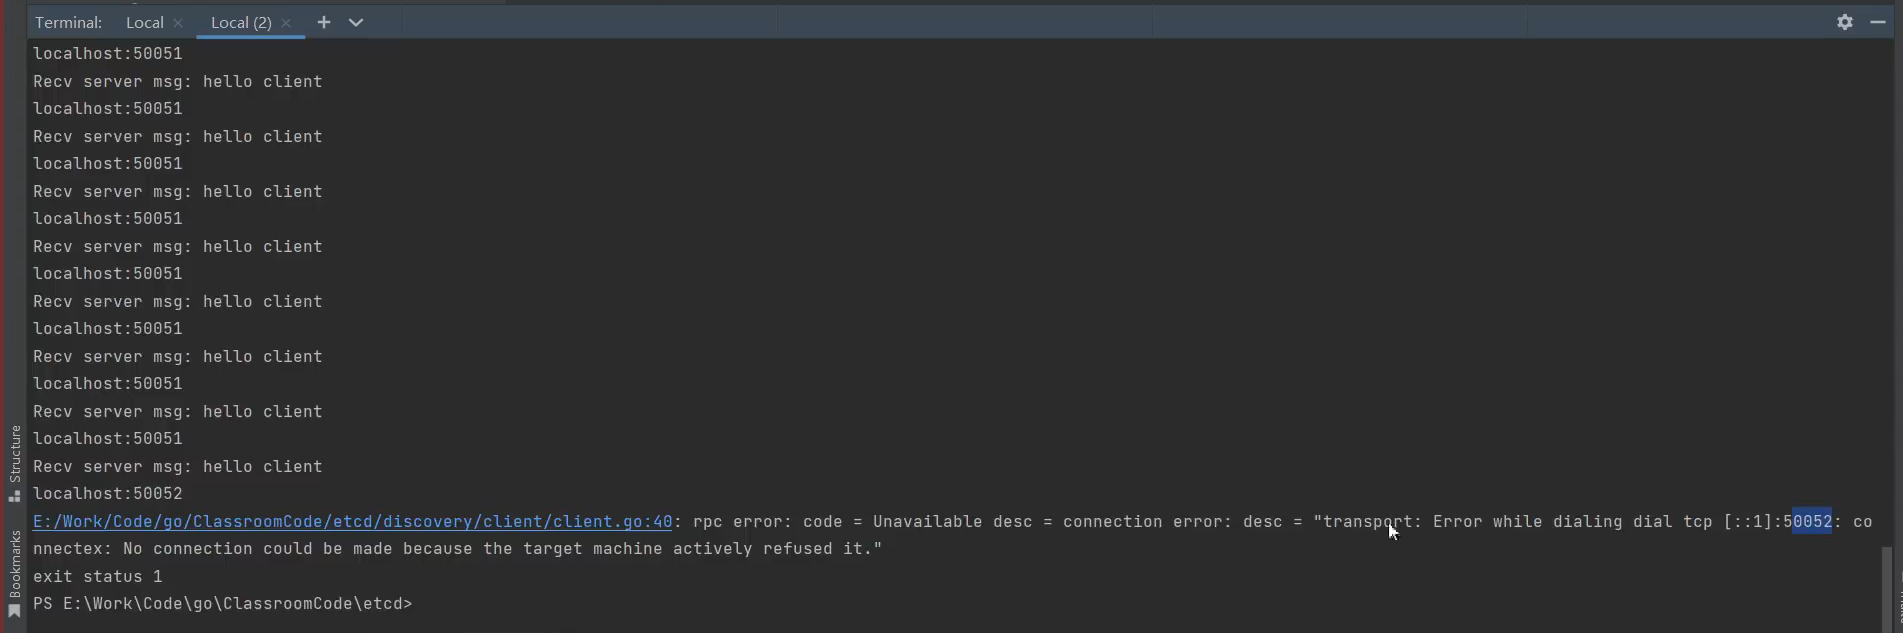 Terminal: Local Local (2)
localhost:50051
Recv server msg: hello client
localhost:50051
Recv server msg: hello client
localhost:50051
Recv server msg: hello client
localhost:50051
Recv server msg: hello client
localhost:50051
Recv server msg: hello client
localhost:50051
Recv server msg: hello client
localhost:50051
Recv server msg: hello client
localhost:50051
Recv server msg: hello client
localhost:50052
E:/Work/Code/go/ClassroomCode/etcd/discovery/client/client.go:40: rpc error: code = Unavailable desc = connection error: desc = "transport: Error while dialing dial tcp [::1]:50052: co
nnectex: No connection could be made because the target machine actively refused it."
exit status 1
PS E:\Work\Code\go\ClassroomCode\etcd>
Structure
Bookmarks